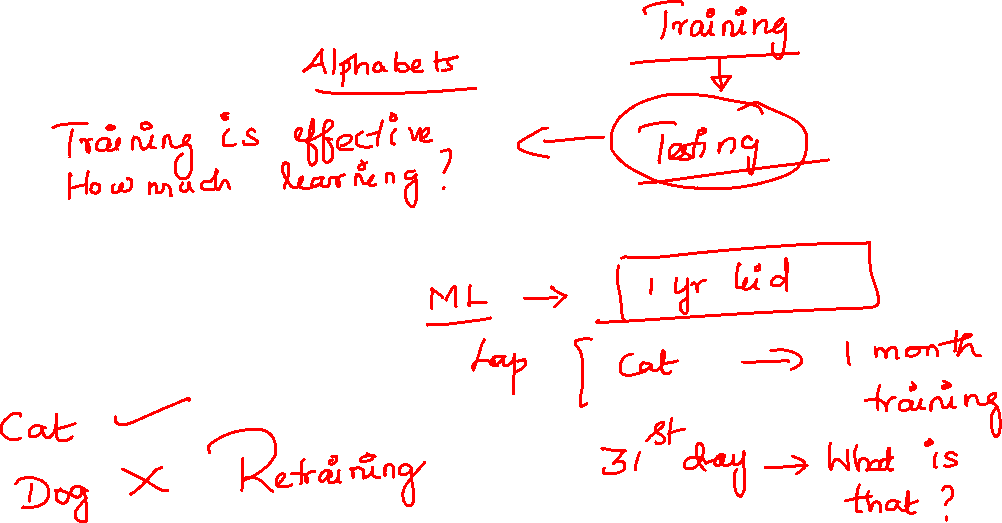 Training
Alphabets
Training is effective
How much learning?
Testing
ML → 1 yr kid
Lap [ Cat → 1 month
training
31st day → What is
that?
Cat ✓
Dog X Retraining